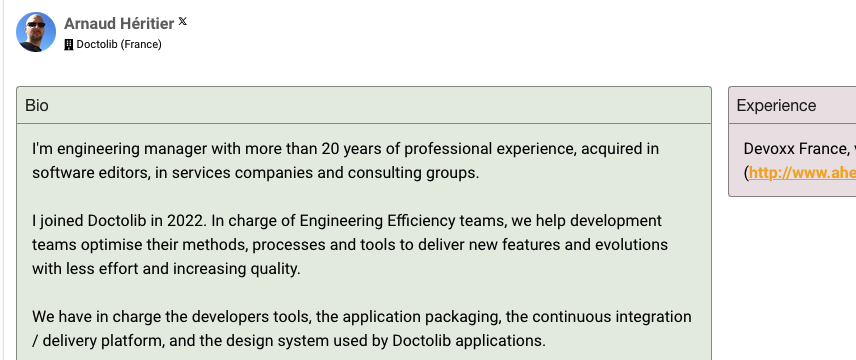 Arnaud Héritier 𝕏
Doctolib (France)
Bio
I'm engineering manager with more than 20 years of professional experience, acquired in
software editors, in services companies and consulting groups.
I joined Doctolib in 2022. In charge of Engineering Efficiency teams, we help development
teams optimise their methods, processes and tools to deliver new features and evolutions
with less effort and increasing quality.
We have in charge the developers tools, the application packaging, the continuous integration
/ delivery platform, and the design system used by Doctolib applications.
Experience
Devoxx France,
(http://www.ahe